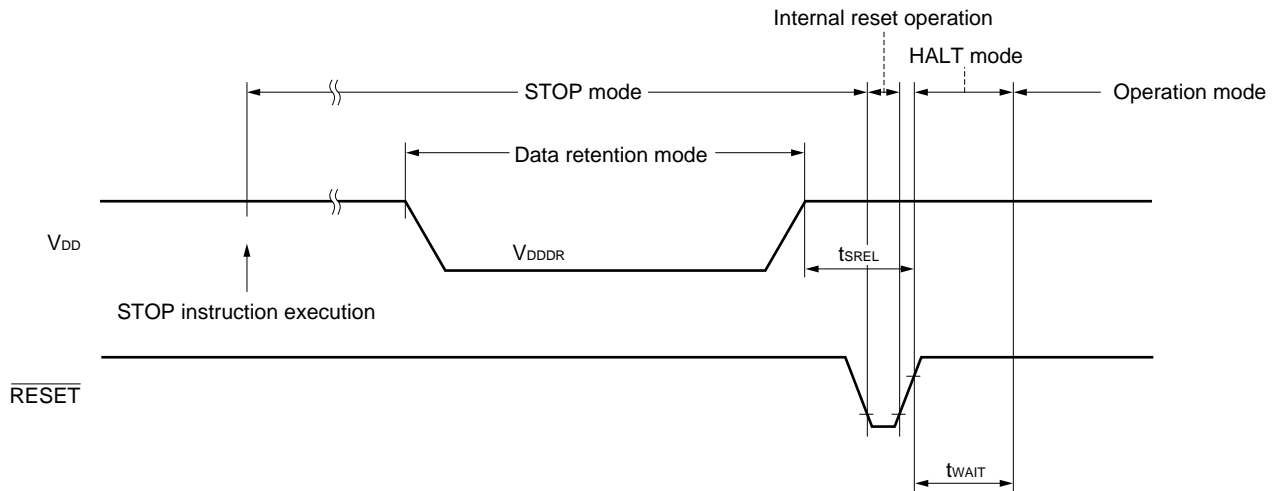 Internal reset operation
HALT mode
STOP mode
Operation mode
Data retention mode
VDD
VDDDR
tSREL
STOP instruction execution
RESET
tWAIT